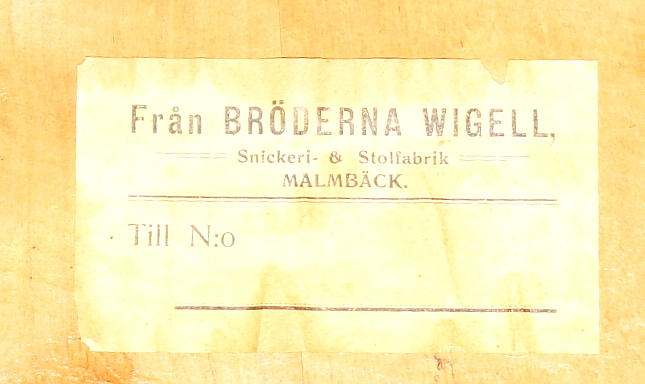 Från BRÖDERNA WIGELL,
Snickeri- & Stolfabrik
MALMBÄCK.
Till N:o